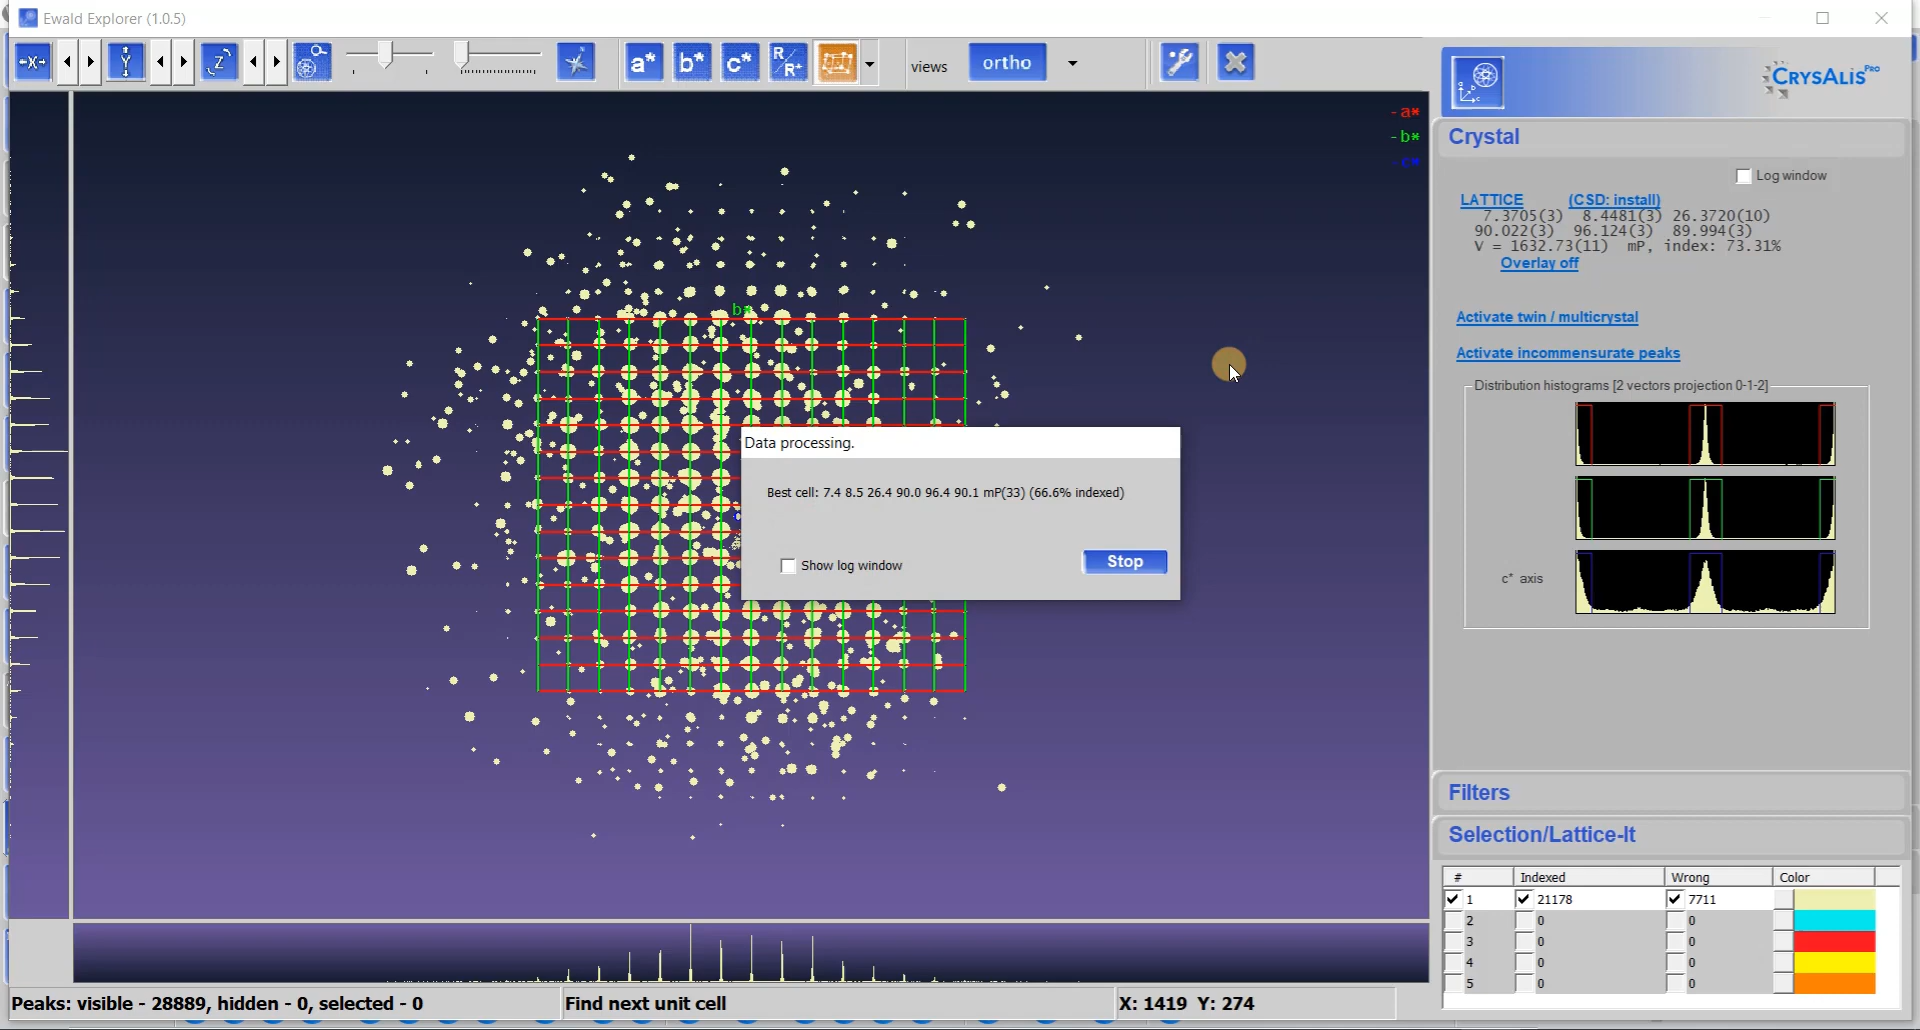 Ewald Explorer (1.0.5)
X
Y
Z
a*
b*
c*
R/R*
views
ortho
CRYSALIS PRO
-a*
-b*
-c*
b*
Crystal
Log window
LATTICE (CSD: install)
7.3705(3) 8.4481(3) 26.3720(10)
90.022(3) 96.124(3) 89.994(3)
V = 1632.73(11) mP, index: 73.31%
Overlay off
Activate twin / multicrystal
Activate incommensurate peaks
Distribution histograms [2 vectors projection 0-1-2]
c* axis
Data processing.
Best cell: 7.4 8.5 26.4 90.0 96.4 90.1 mP(33) (66.6% indexed)
Show log window
Stop
Filters
Selection/Lattice-It
# Indexed Wrong Color
1 21178 7711
2 0 0
3 0 0
4 0 0
5 0 0
Peaks: visible - 28889, hidden - 0, selected - 0
Find next unit cell
X: 1419 Y: 274